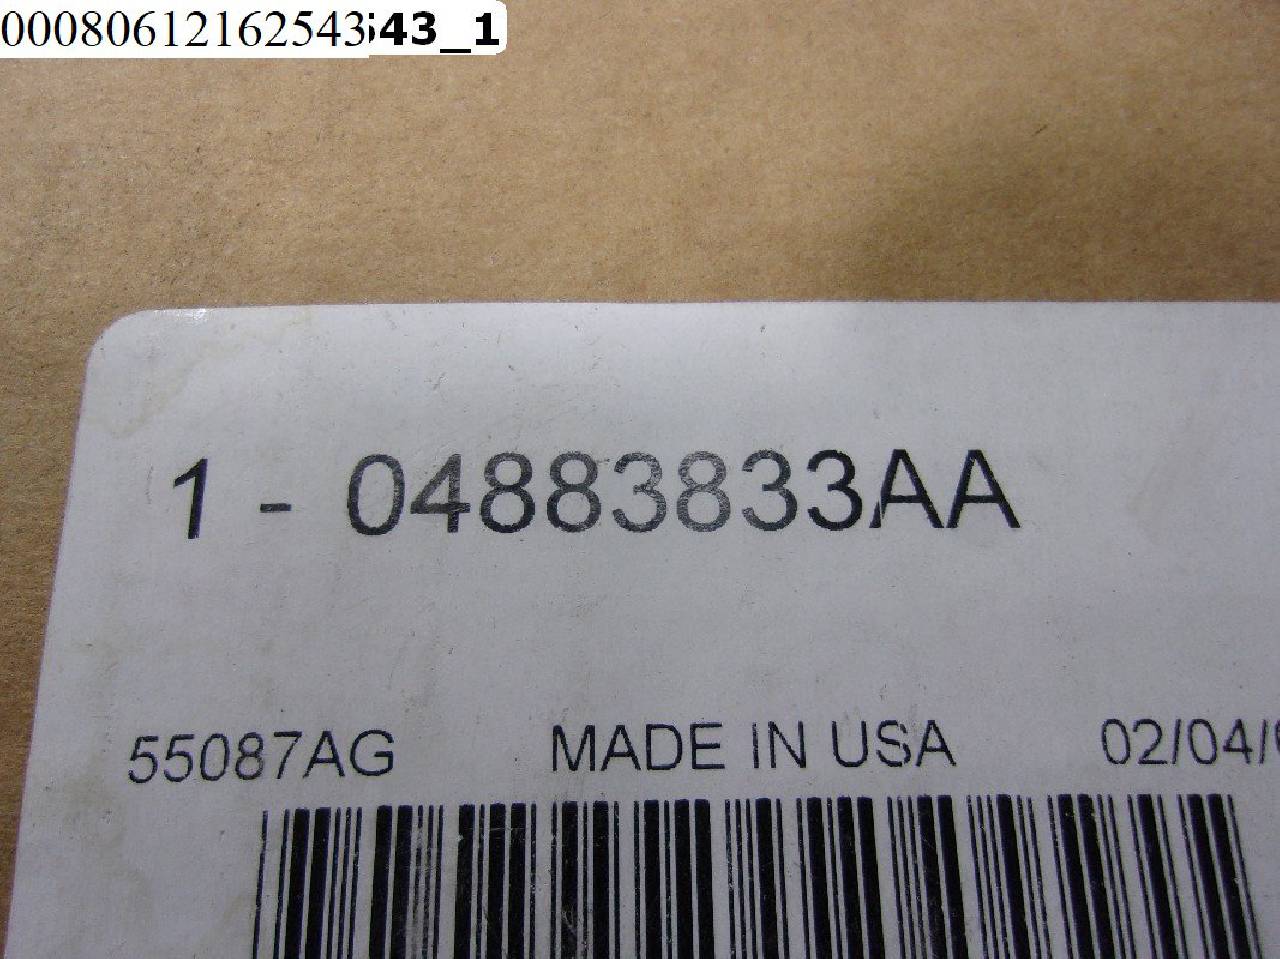 00080612162543 43_1
1 - 04883833AA
55087AG MADE IN USA 02/04/